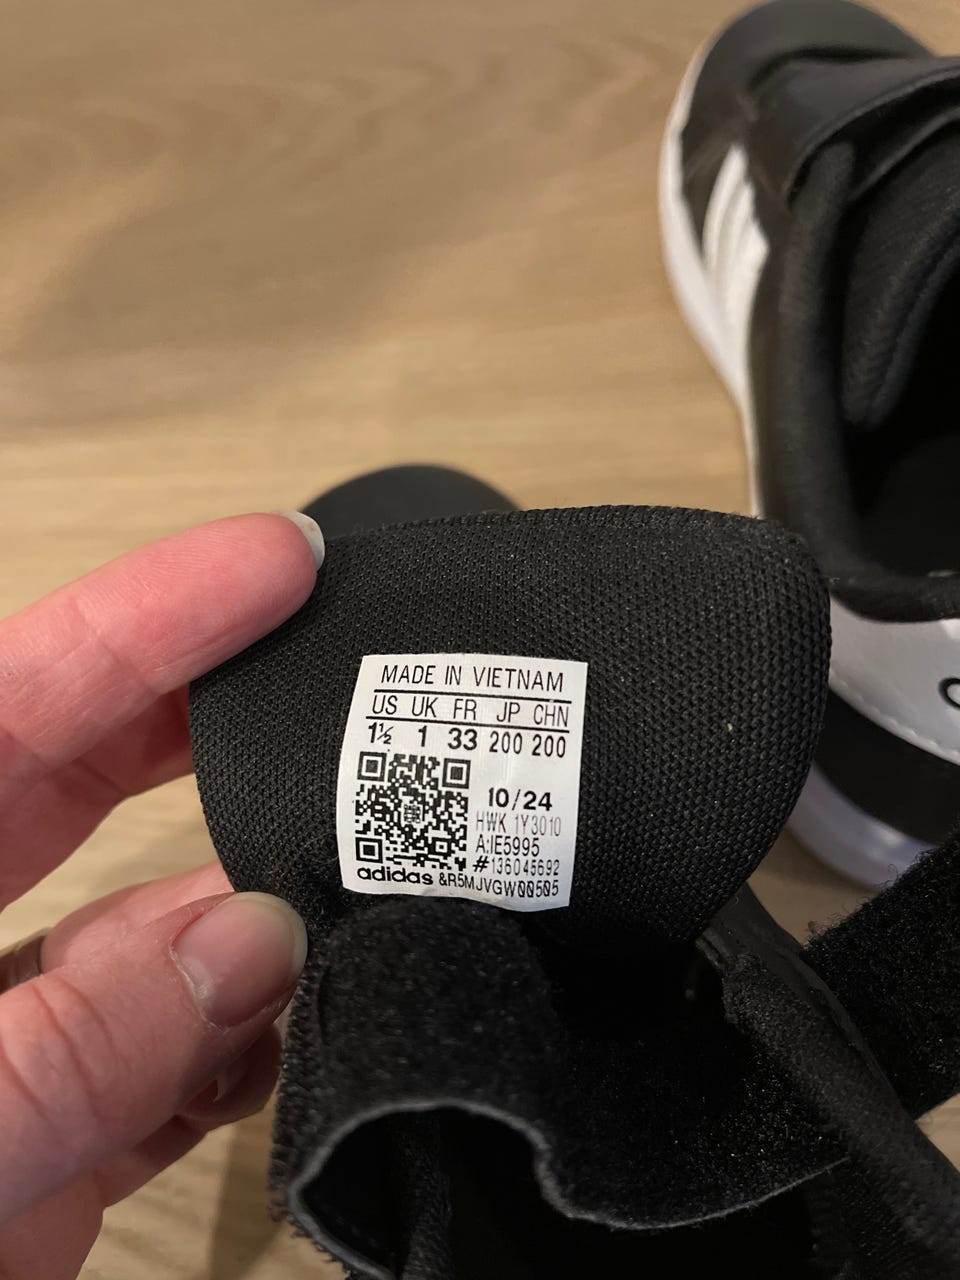 MADE IN VIETNAM
US UK FR JP CHN
1½ 1 33 200 200
10/24
HWK 1Y3010
A:IE5995
#136045692
adidas &R5MJVGW00505